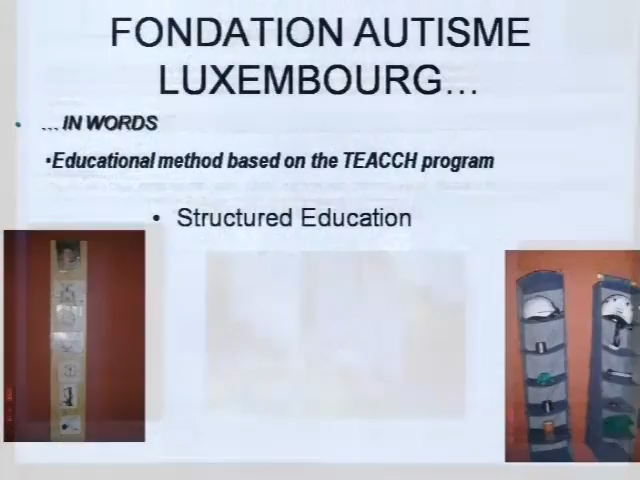 FONDATION AUTISME
LUXEMBOURG…
• … IN WORDS
•Educational method based on the TEACCH program
• Structured Education